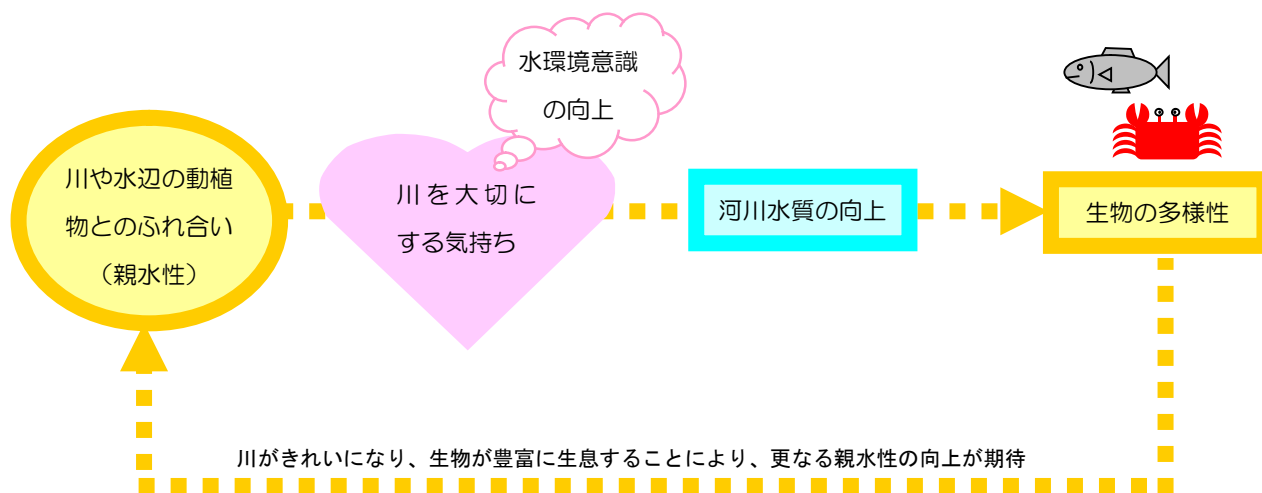 水環境意識
の向上
川や水辺の動植
物とのふれ合い
（親水性）
川を大切に
する気持ち
河川水質の向上
生物の多様性
川がきれいになり、生物が豊富に生息することにより、更なる親水性の向上が期待